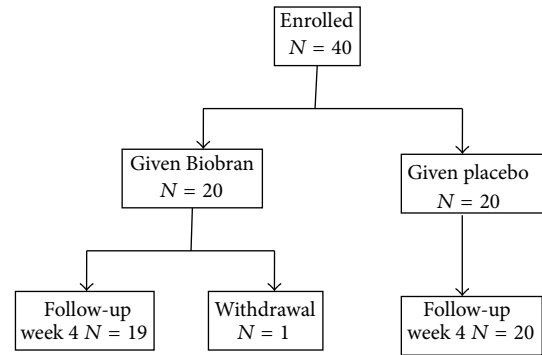 Enrolled
N = 40
Given Biobran
N = 20
Given placebo
N = 20
Follow-up
week 4 N = 19
Withdrawal
N = 1
Follow-up
week 4 N = 20